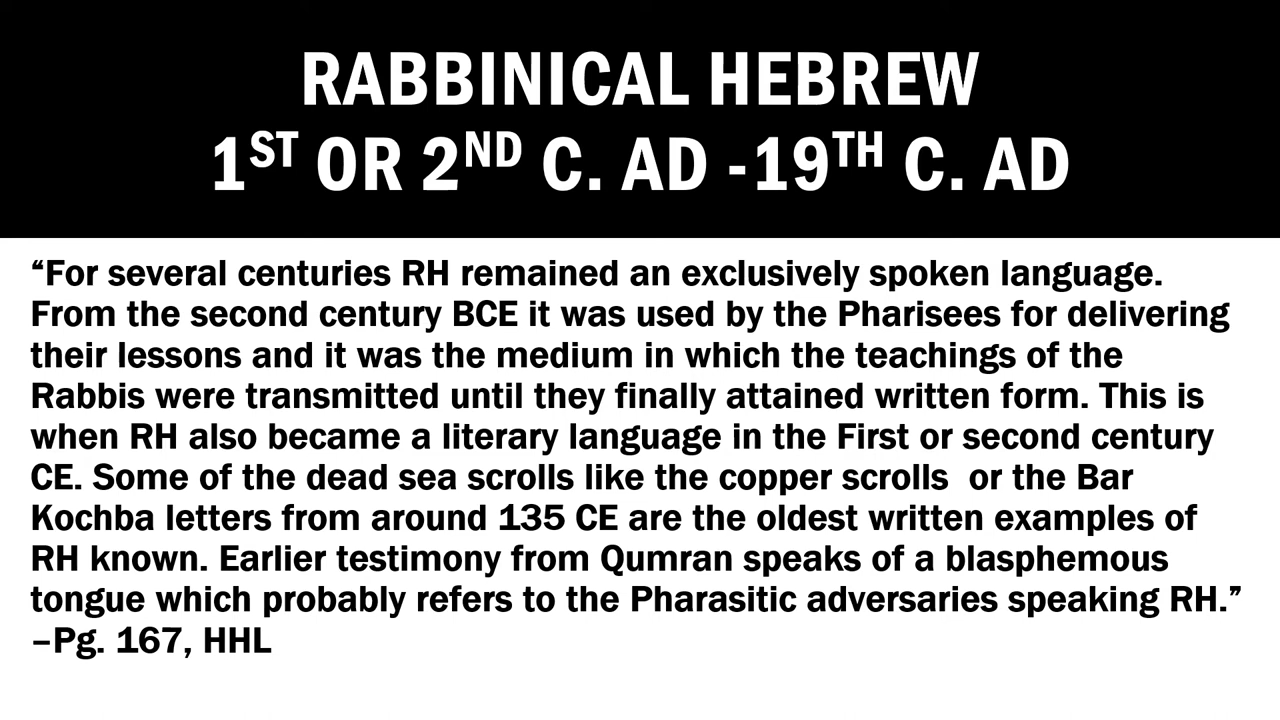 RABBINICAL HEBREW
1ST OR 2ND C. AD -19TH C. AD
“For several centuries RH remained an exclusively spoken language.
From the second century BCE it was used by the Pharisees for delivering
their lessons and it was the medium in which the teachings of the
Rabbis were transmitted until they finally attained written form. This is
when RH also became a literary language in the First or second century
CE. Some of the dead sea scrolls like the copper scrolls  or the Bar
Kochba letters from around 135 CE are the oldest written examples of
RH known. Earlier testimony from Qumran speaks of a blasphemous
tongue which probably refers to the Pharasitic adversaries speaking RH.”
–Pg. 167, HHL